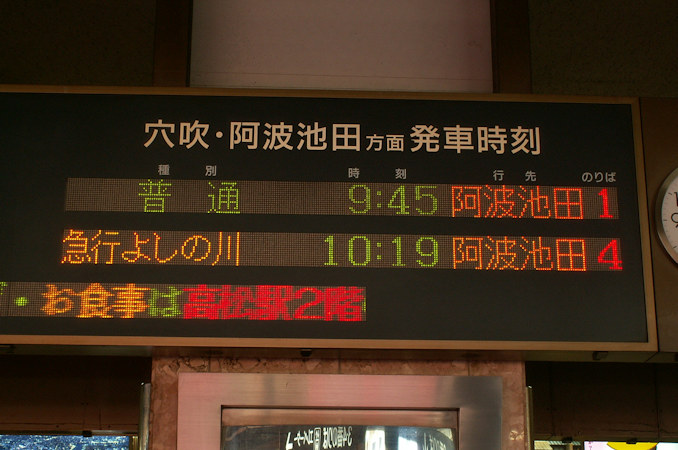 穴吹・阿波池田方面発車時刻
種 別 時 刻 行 先 のりば
普 通 9:45 阿波池田 1
急行よしの川 10:19 阿波池田 4
・お食事は高松駅2階